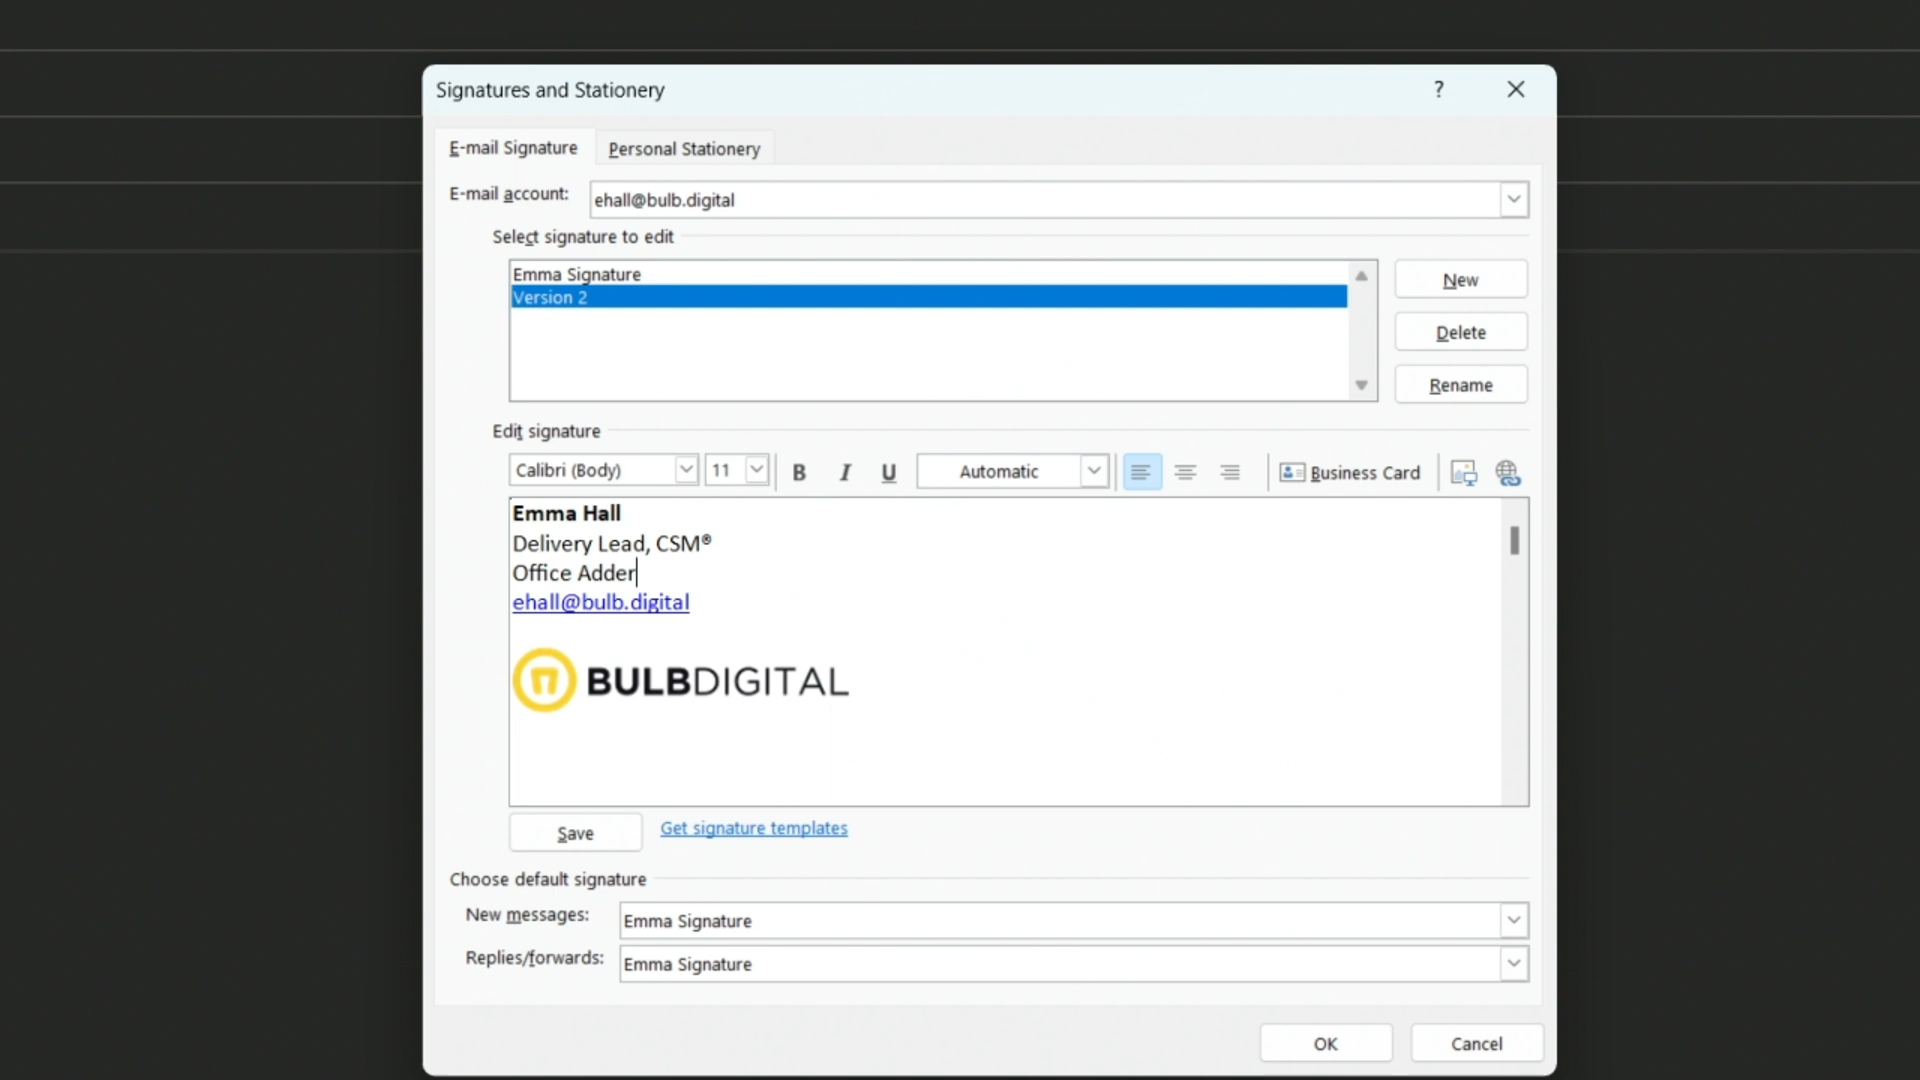 Signatures and Stationery ?
E-mail Signature Personal Stationery
E-mail account: ehall@bulb.digital
Select signature to edit
Emma Signature
Version 2
New
Delete
Rename
Edit signature
Calibri (Body) 11 B I U Automatic Business Card
Emma Hall
Delivery Lead, CSM®
Office Adder
ehall@bulb.digital
BULBDIGITAL
Save Get signature templates
Choose default signature
New messages: Emma Signature
Replies/forwards: Emma Signature
OK Cancel